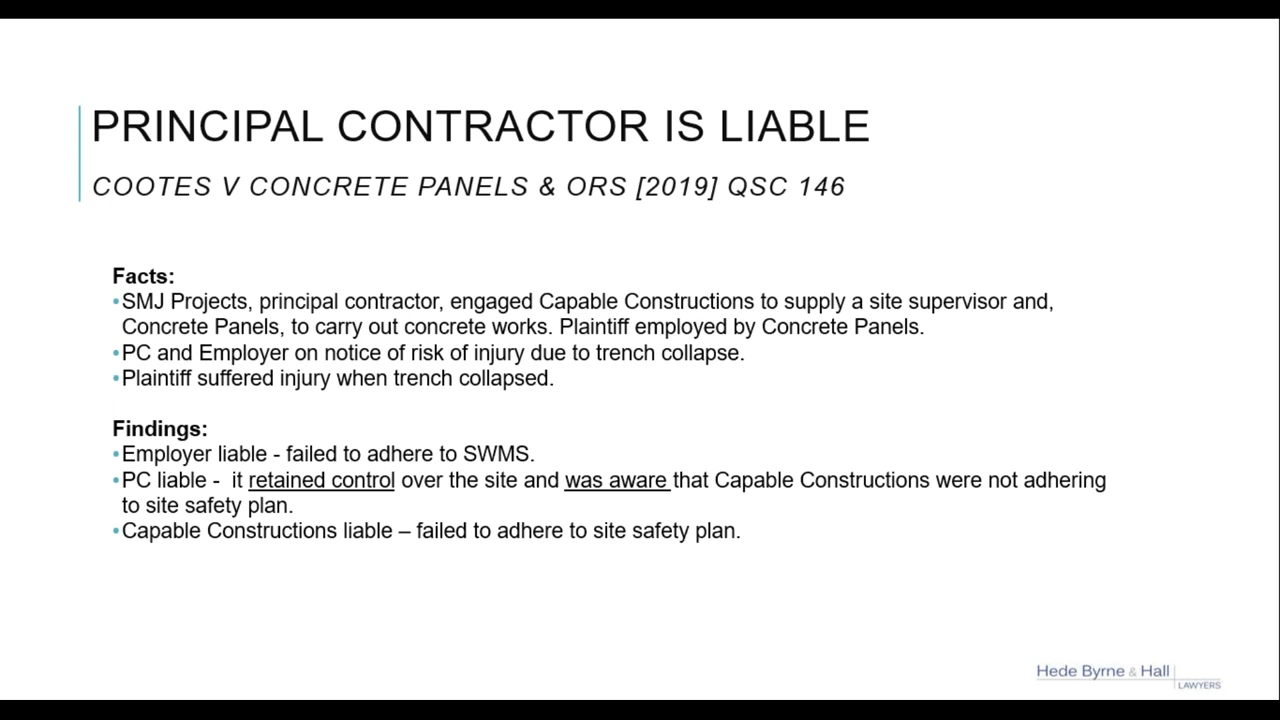 PRINCIPAL CONTRACTOR IS LIABLE
COOTES V CONCRETE PANELS & ORS [2019] QSC 146
Facts:
•SMJ Projects, principal contractor, engaged Capable Constructions to supply a site supervisor and,
Concrete Panels, to carry out concrete works. Plaintiff employed by Concrete Panels.
•PC and Employer on notice of risk of injury due to trench collapse.
•Plaintiff suffered injury when trench collapsed.
Findings:
•Employer liable - failed to adhere to SWMS.
•PC liable -  it retained control over the site and was aware that Capable Constructions were not adhering
to site safety plan.
•Capable Constructions liable – failed to adhere to site safety plan.
Hede Byrne & Hall
LAWYERS